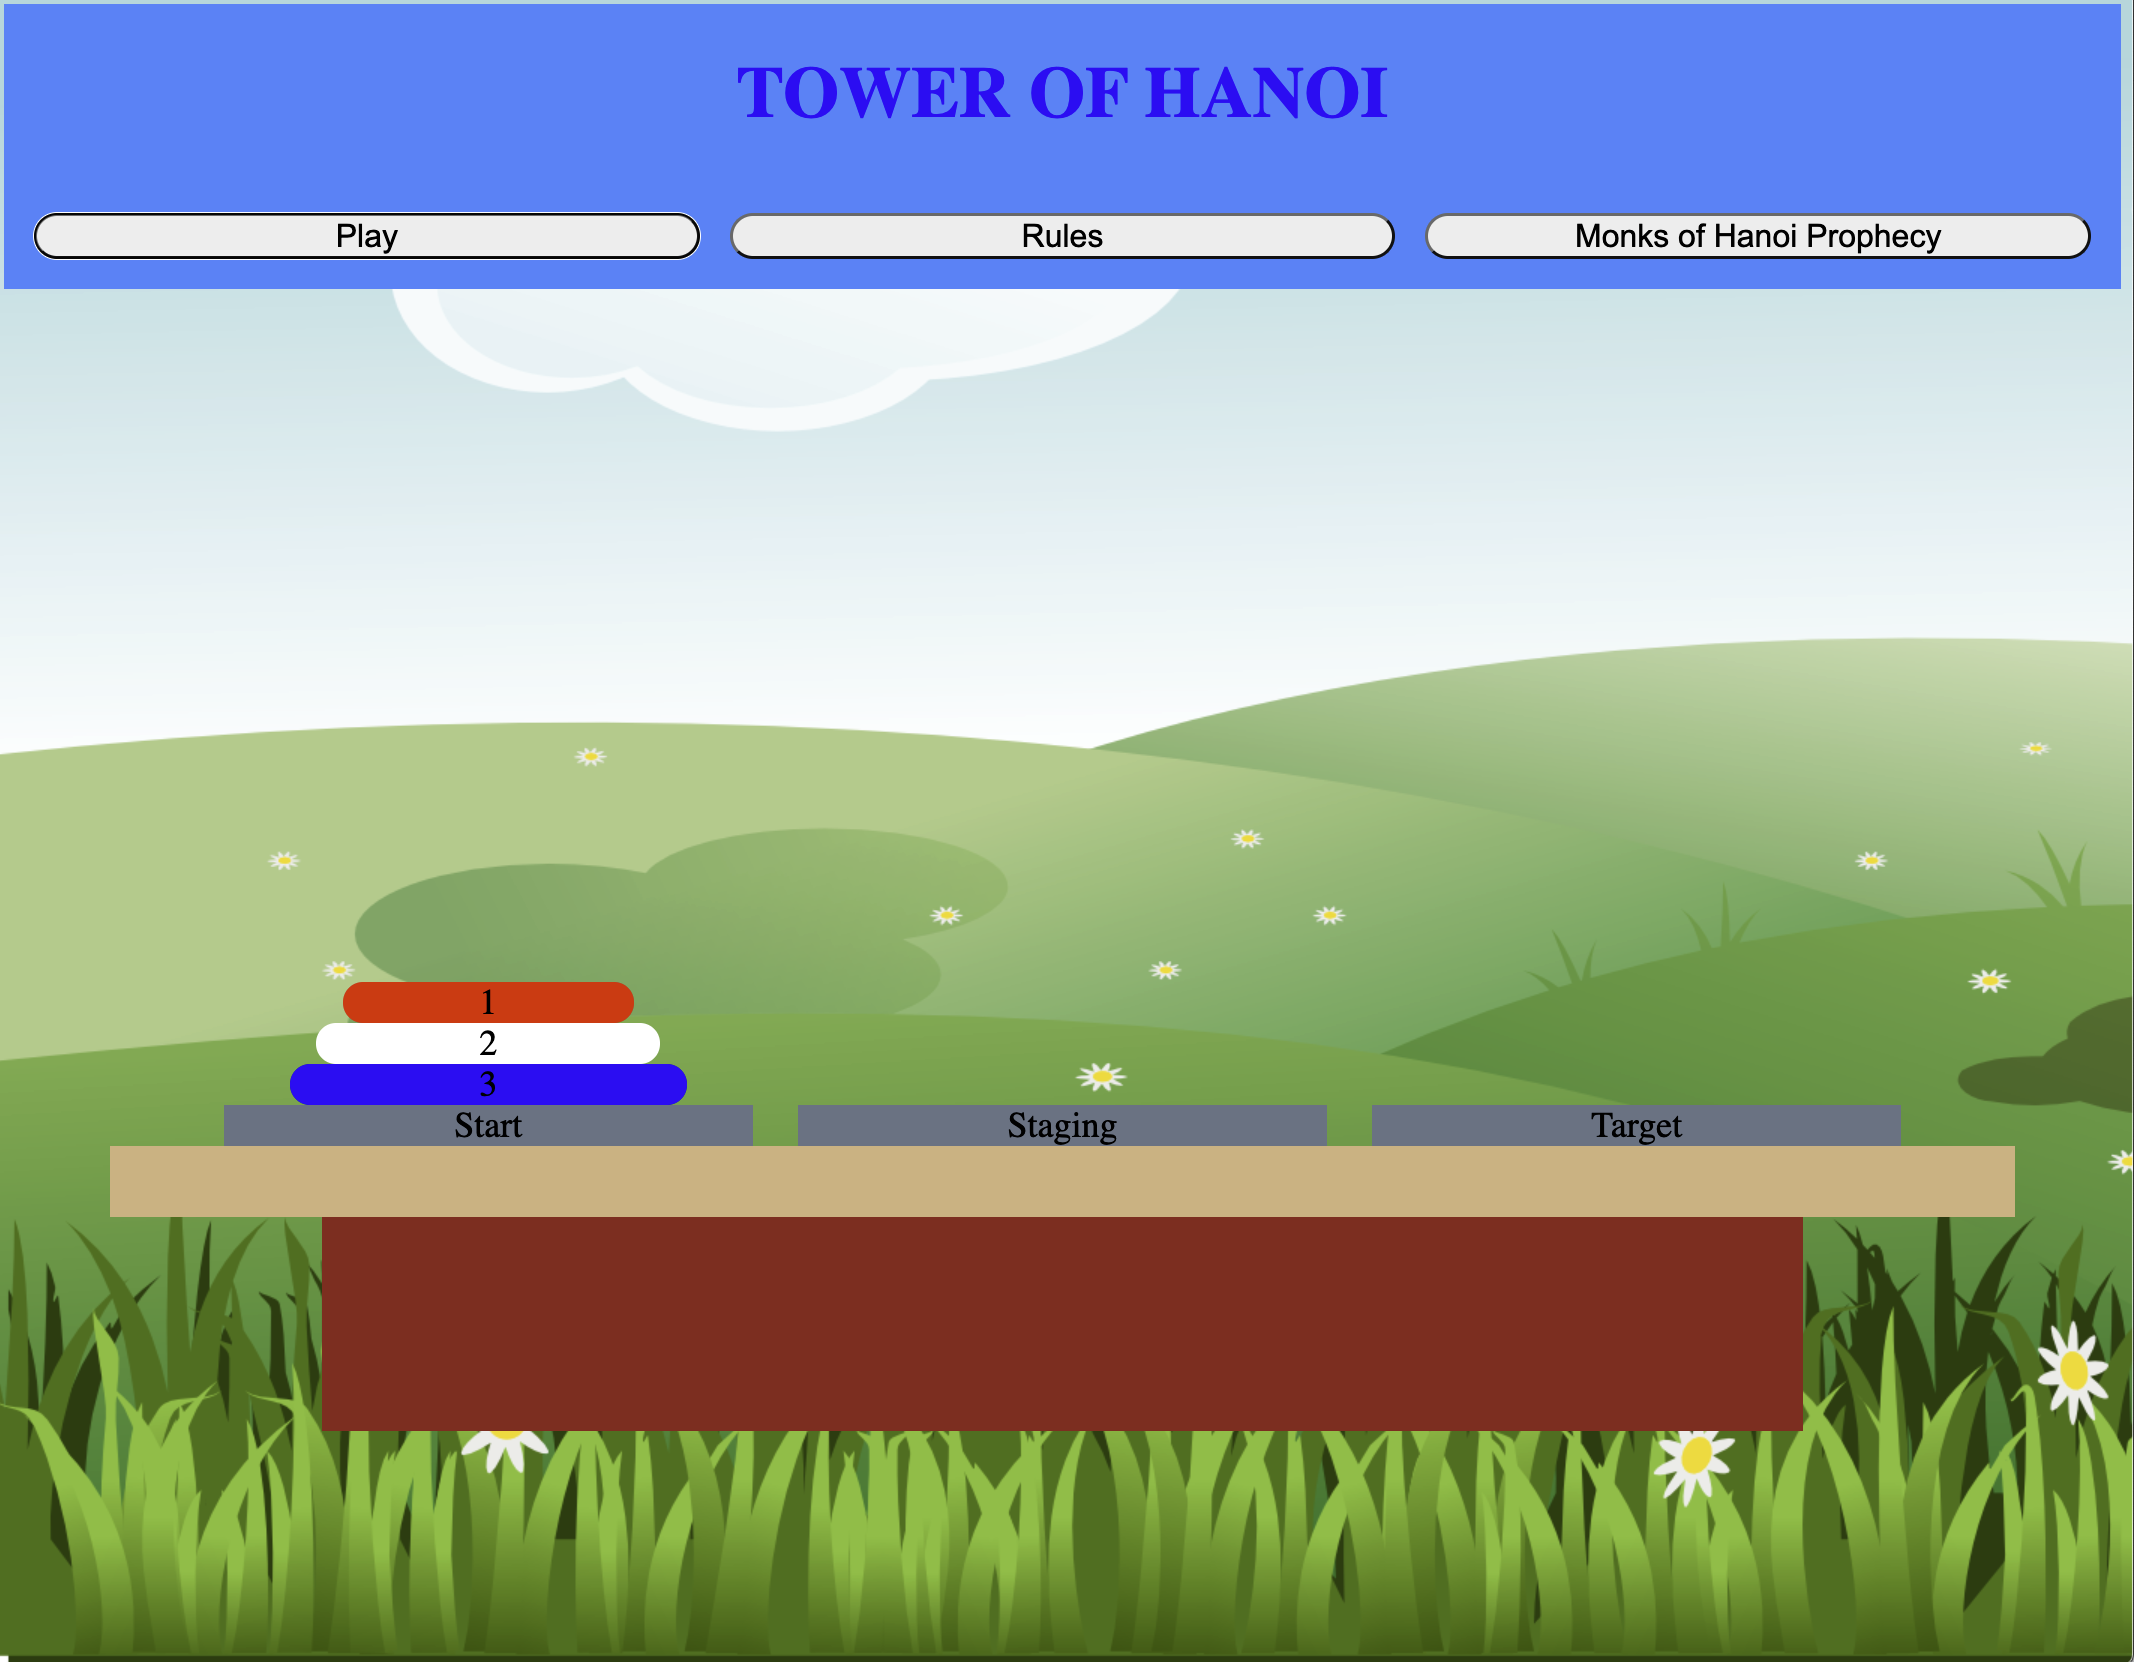 TOWER OF HANOI
Play Rules Monks of Hanoi Prophecy
1
2
3
Start Staging Target